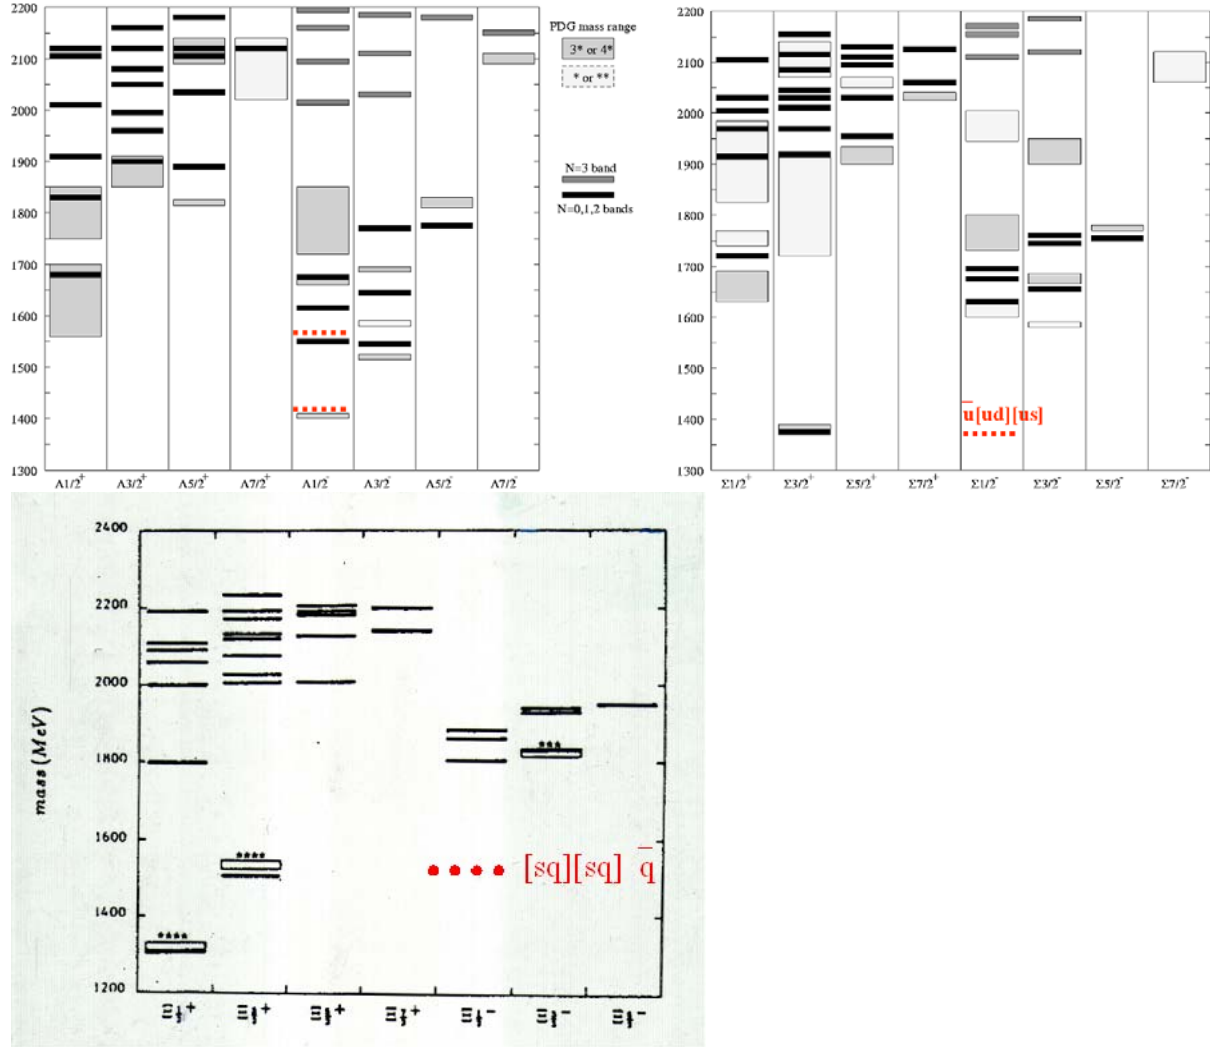 2200
2100
2000
1900
1800
1700
1600
1500
1400
1300
Λ1/2⁺ Λ3/2⁺ Λ5/2⁺ Λ7/2⁺ Λ1/2⁻ Λ3/2⁻ Λ5/2⁻ Λ7/2⁻
PDG mass range
3* or 4*
* or **
N=3 band
N=0,1,2 bands
2200
2100
2000
1900
1800
1700
1600
1500
1400
1300
u̅[ud][us]
Σ1/2⁺ Σ3/2⁺ Σ5/2⁺ Σ7/2⁺ Σ1/2⁻ Σ3/2⁻ Σ5/2⁻ Σ7/2⁻
mass (MeV)
2400
2200
2000
1800
1600
1400
1200
***
****
****
[sq][sq] q̅
Ξ½⁺
Ξ½⁻